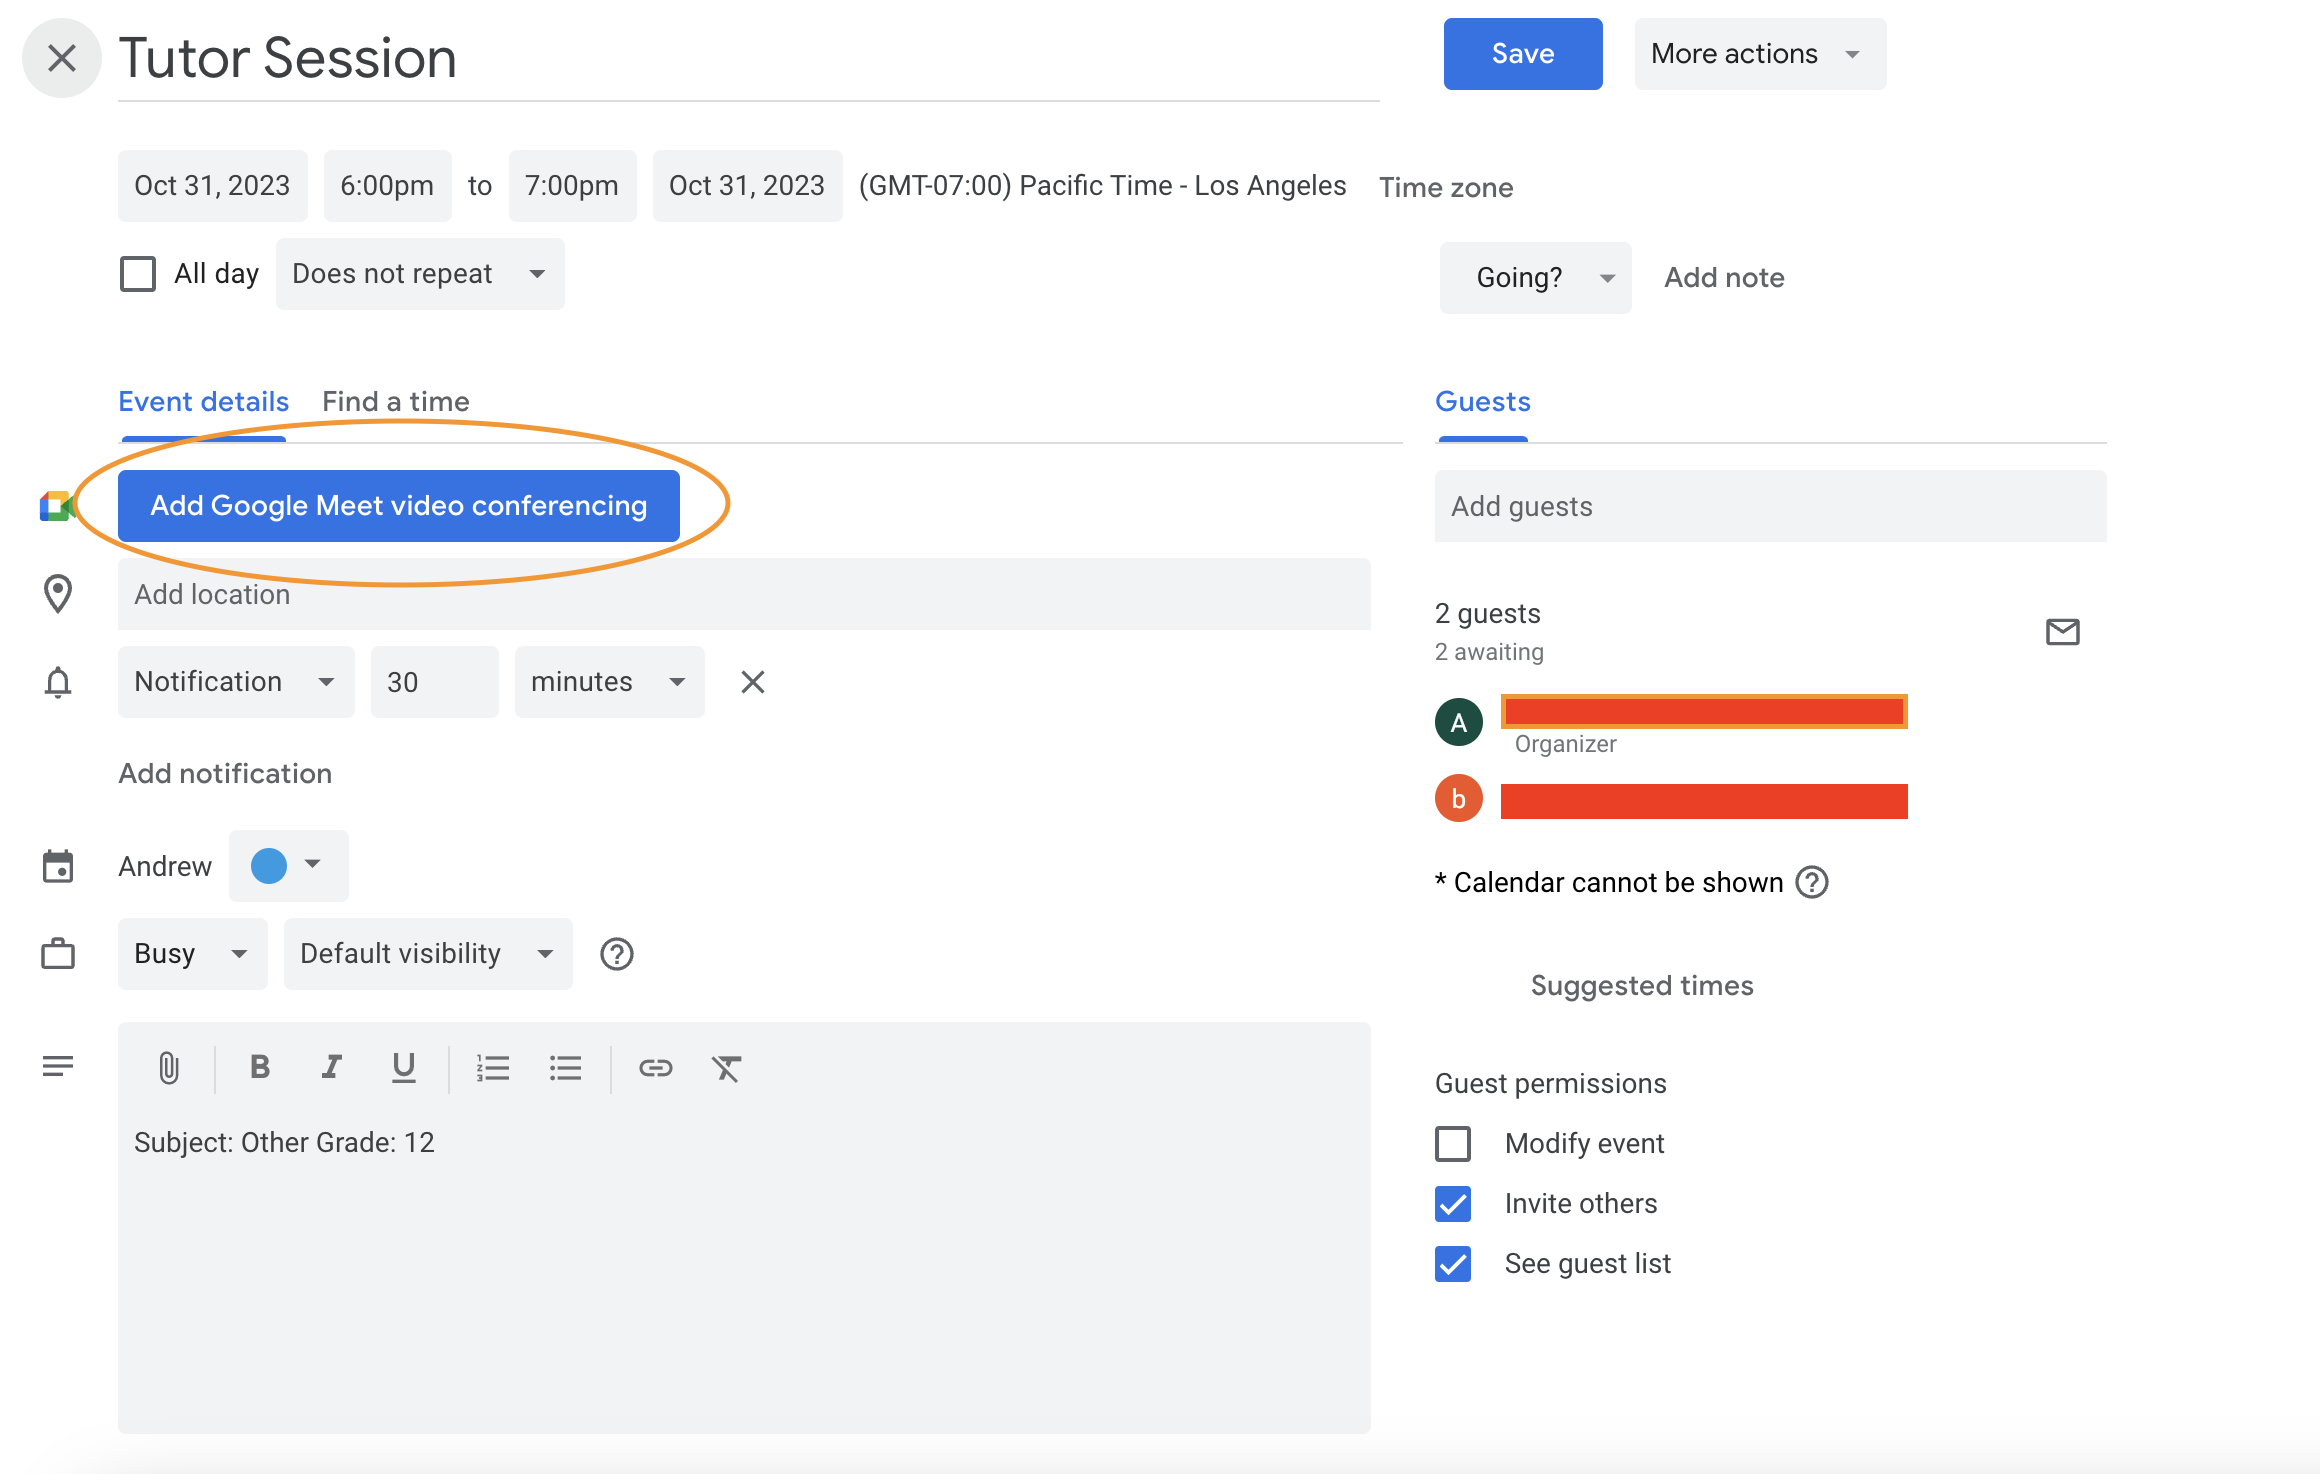 Tutor Session
Save
More actions
Oct 31, 2023 6:00pm to 7:00pm Oct 31, 2023 (GMT-07:00) Pacific Time - Los Angeles Time zone
All day Does not repeat
Going? Add note
Event details Find a time
Add Google Meet video conferencing
Add location
Notification 30 minutes
Add notification
Andrew
Busy Default visibility
B I U
Subject: Other Grade: 12
Guests
Add guests
2 guests
2 awaiting
A
Organizer
b
* Calendar cannot be shown
Suggested times
Guest permissions
Modify event
Invite others
See guest list